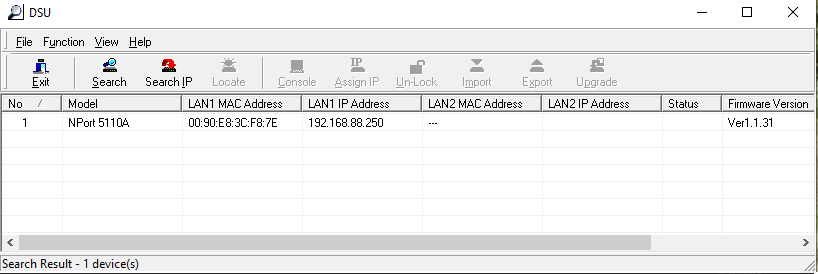 DSU
File Function View Help
Exit Search Search IP Locate Console Assign IP Un-Lock Import Export Upgrade
No / Model LAN1 MAC Address LAN1 IP Address LAN2 MAC Address LAN2 IP Address Status Firmware Version
1 NPort 5110A 00:90:E8:3C:F8:7E 192.168.88.250 --- Ver1.1.31
Search Result - 1 device(s)